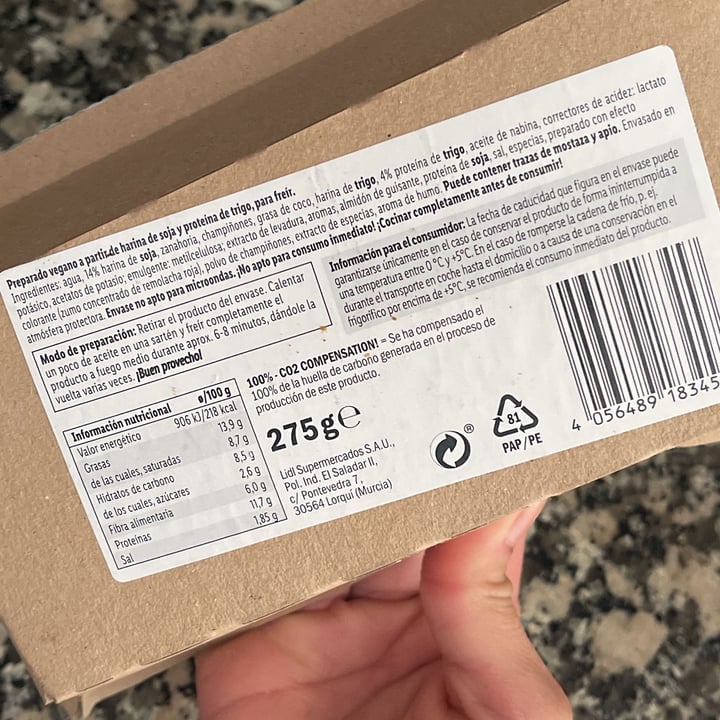 Preparado vegano a partir de harina de soja y proteína de trigo, para freír.
Ingredientes: agua, 14% harina de soja, zanahoria, champiñones, grasa de coco, harina de trigo, 4% proteína de trigo, aceite de nabina, correctores de acidez: lactato
potásico, acetatos de potasio; emulgente: metilcelulosa; extracto de levadura, aromas, almidón de guisante, proteína de soja, sal, especias, preparado con efecto
colorante (zumo concentrado de remolacha roja), polvo de champiñones, extracto de especias, aroma de humo. Puede contener trazas de mostaza y apio. Envasado en
atmósfera protectora. Envase no apto para microondas. ¡No apto para consumo inmediato! ¡Cocinar completamente antes de consumir!
Modo de preparación: Retirar el producto del envase. Calentar
un poco de aceite en una sartén y freír completamente el
producto a fuego medio durante aprox. 6-8 minutos, dándole la
vuelta varias veces. ¡Buen provecho!
Información para el consumidor: La fecha de caducidad que figura en el envase puede
garantizarse únicamente en el caso de conservar el producto de forma ininterrumpida a
una temperatura entre 0 °C y +5°C. En el caso de romperse la cadena de frío, p. ej.
durante el transporte en coche hasta el domicilio o a causa de una conservación en el
frigorífico por encima de +5°C, se recomienda el consumo inmediato del producto.
Información nutricional ø/100 g
Valor energético 906 kJ/218 kcal
Grasas 13,9 g
de las cuales, saturadas 8,7 g
Hidratos de carbono 8,5 g
de los cuales, azúcares 2,6 g
Fibra alimentaria 6,0 g
Proteínas 11,7 g
Sal 1,85 g
100% - CO2 COMPENSATION! = Se ha compensado el
100% de la huella de carbono generada en el proceso de
producción de este producto.
275 g ℮
Lidl Supermercados S.A.U.,
Pol. Ind. El Saladar II,
c/ Pontevedra 7,
30564 Lorquí (Murcia)
®
81
PAP/PE
4 056489 18345